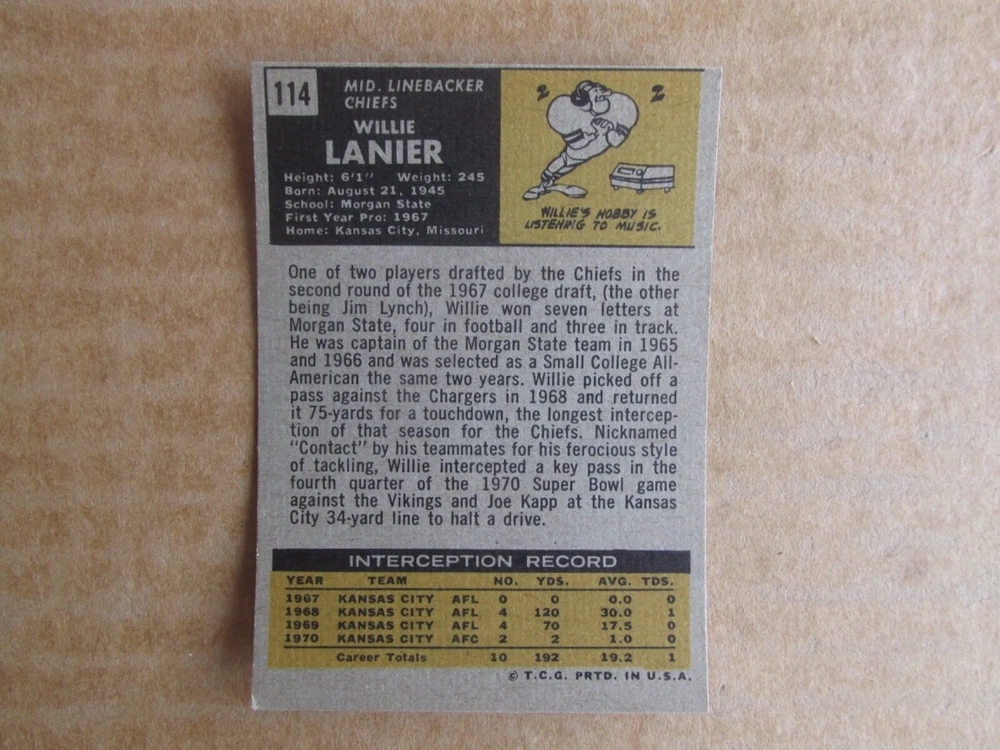 114
MID. LINEBACKER
CHIEFS
WILLIE
LANIER
Height: 6'1" Weight: 245
Born: August 21, 1945
School: Morgan State
First Year Pro: 1967
Home: Kansas City, Missouri
WILLIE'S HOBBY IS
LISTENING TO MUSIC.
One of two players drafted by the Chiefs in the
second round of the 1967 college draft, (the other
being Jim Lynch), Willie won seven letters at
Morgan State, four in football and three in track.
He was captain of the Morgan State team in 1965
and 1966 and was selected as a Small College All-
American the same two years. Willie picked off a
pass against the Chargers in 1968 and returned
it 75-yards for a touchdown, the longest intercep-
tion of that season for the Chiefs. Nicknamed
"Contact" by his teammates for his ferocious style
of tackling, Willie intercepted a key pass in the
fourth quarter of the 1970 Super Bowl game
against the Vikings and Joe Kapp at the Kansas
City 34-yard line to halt a drive.
INTERCEPTION RECORD
YEAR TEAM NO. YDS. AVG. TDS.
1967 KANSAS CITY AFL 0 0 0.0 0
1968 KANSAS CITY AFL 4 120 30.0 1
1969 KANSAS CITY AFL 4 70 17.5 0
1970 KANSAS CITY AFC 2 2 1.0 0
Career Totals 10 192 19.2 1
© T.C.G. PRTD. IN U.S.A.